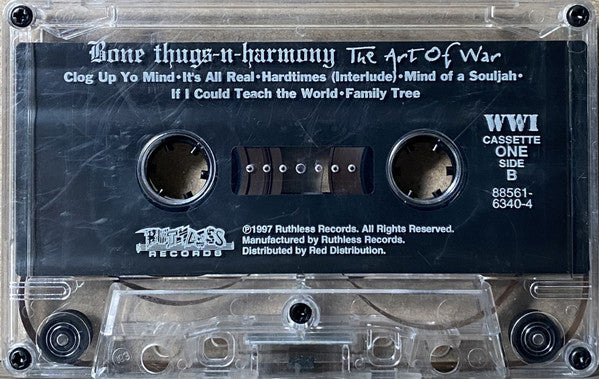 Bone thugs-n-harmony The Art Of War
Clog Up Yo Mind•It's All Real•Hardtimes (Interlude)•Mind of a Souljah•
If I Could Teach the World•Family Tree
WWI
CASSETTE
ONE
SIDE
B
88561-
6340-4
RUTHLESS
RECORDS
℗1997 Ruthless Records. All Rights Reserved.
Manufactured by Ruthless Records.
Distributed by Red Distribution.